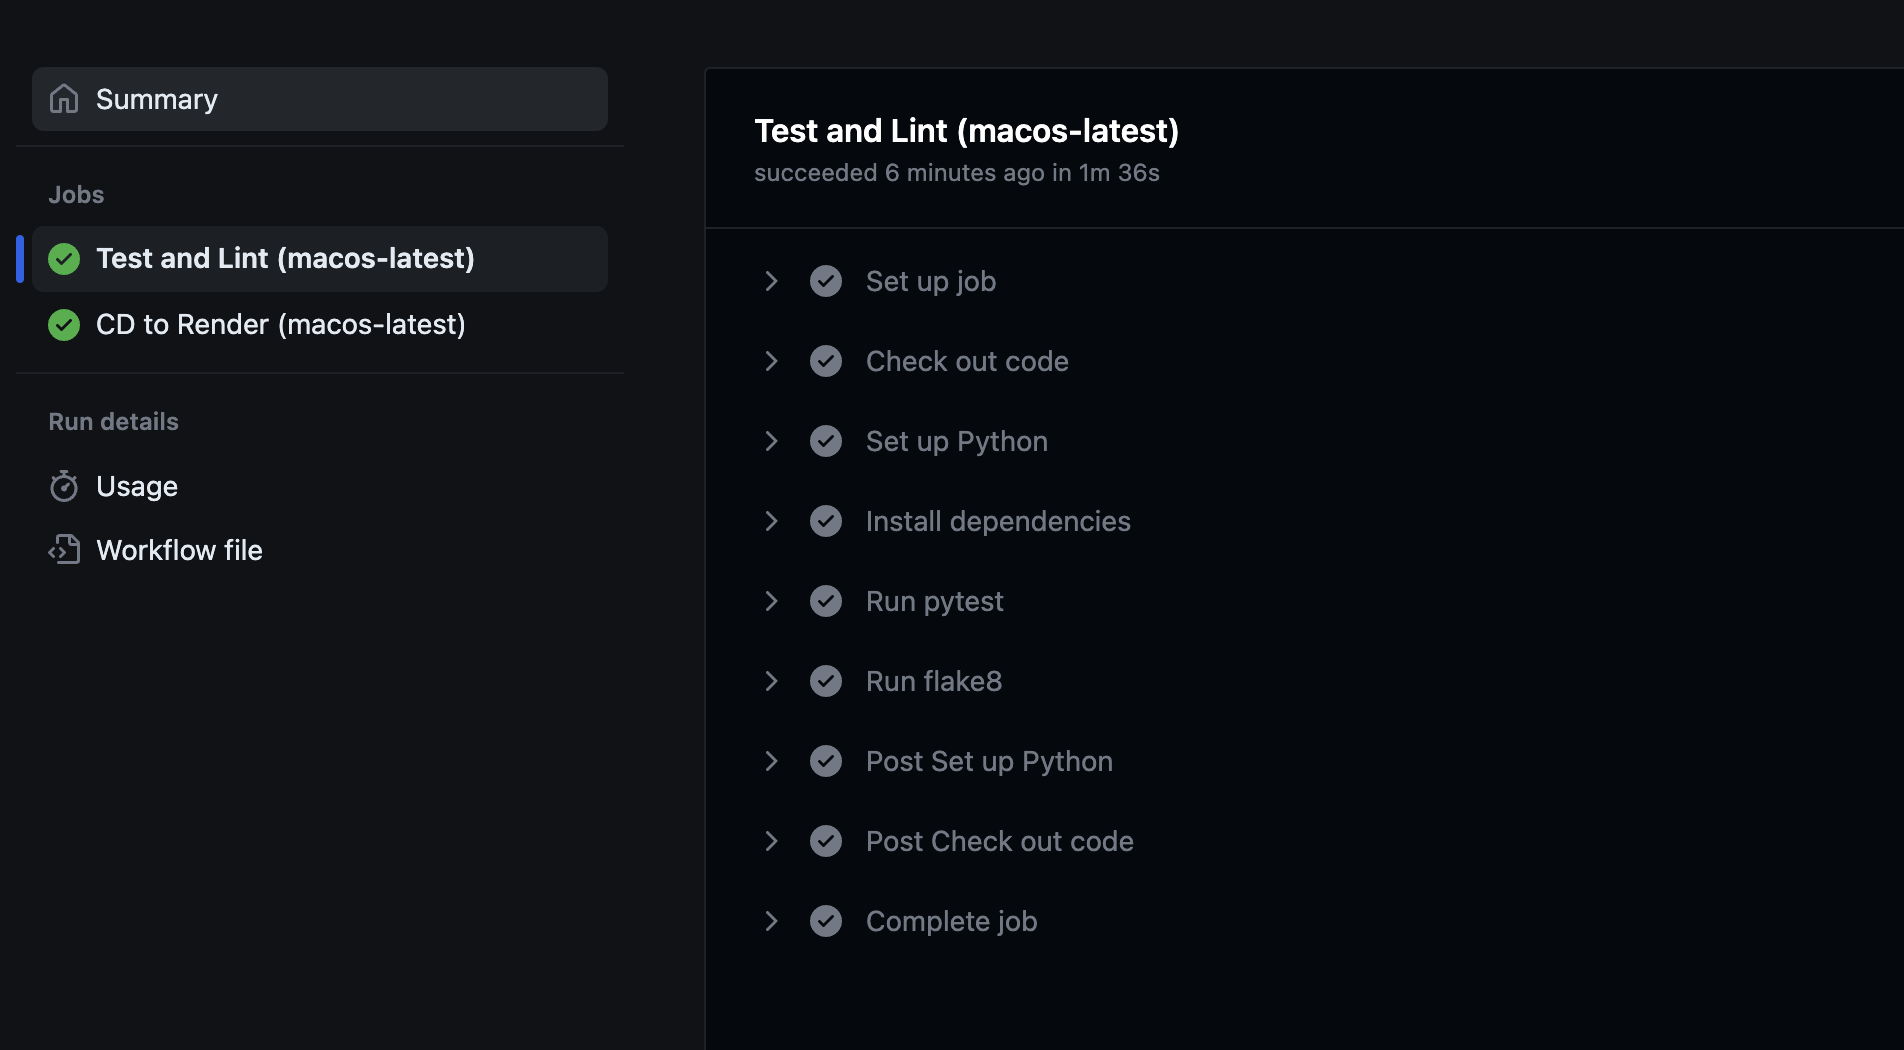 Summary
Jobs
Test and Lint (macos-latest)
CD to Render (macos-latest)
Run details
Usage
Workflow file
Test and Lint (macos-latest)
succeeded 6 minutes ago in 1m 36s
Set up job
Check out code
Set up Python
Install dependencies
Run pytest
Run flake8
Post Set up Python
Post Check out code
Complete job